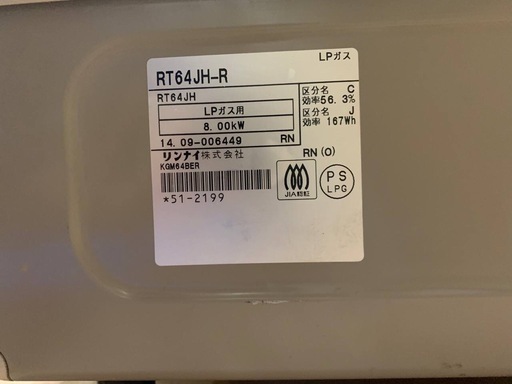 LPガス
RT64JH-R
RT64JH
LPガス用
8.00kW
14.09-006449 RN
リンナイ株式会社
KGM64BER
*51-2199
区分名 C
効率56.3%
区分名 J
効率 167Wh
RN(O)
JIA認証
PS
LPG